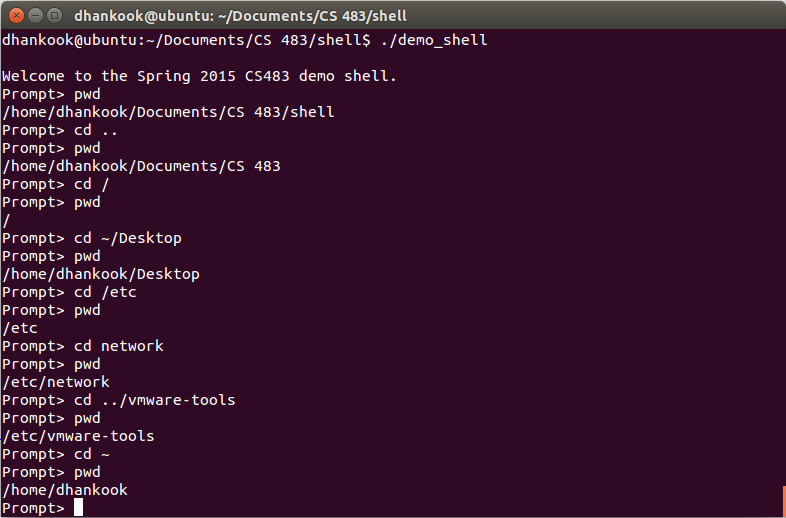 dhankook@ubuntu: ~/Documents/CS 483/shell
dhankook@ubuntu:~/Documents/CS 483/shell$ ./demo_shell
Welcome to the Spring 2015 CS483 demo shell.
Prompt> pwd
/home/dhankook/Documents/CS 483/shell
Prompt> cd ..
Prompt> pwd
/home/dhankook/Documents/CS 483
Prompt> cd /
Prompt> pwd
/
Prompt> cd ~/Desktop
Prompt> pwd
/home/dhankook/Desktop
Prompt> cd /etc
Prompt> pwd
/etc
Prompt> cd network
Prompt> pwd
/etc/network
Prompt> cd ../vmware-tools
Prompt> pwd
/etc/vmware-tools
Prompt> cd ~
Prompt> pwd
/home/dhankook
Prompt>